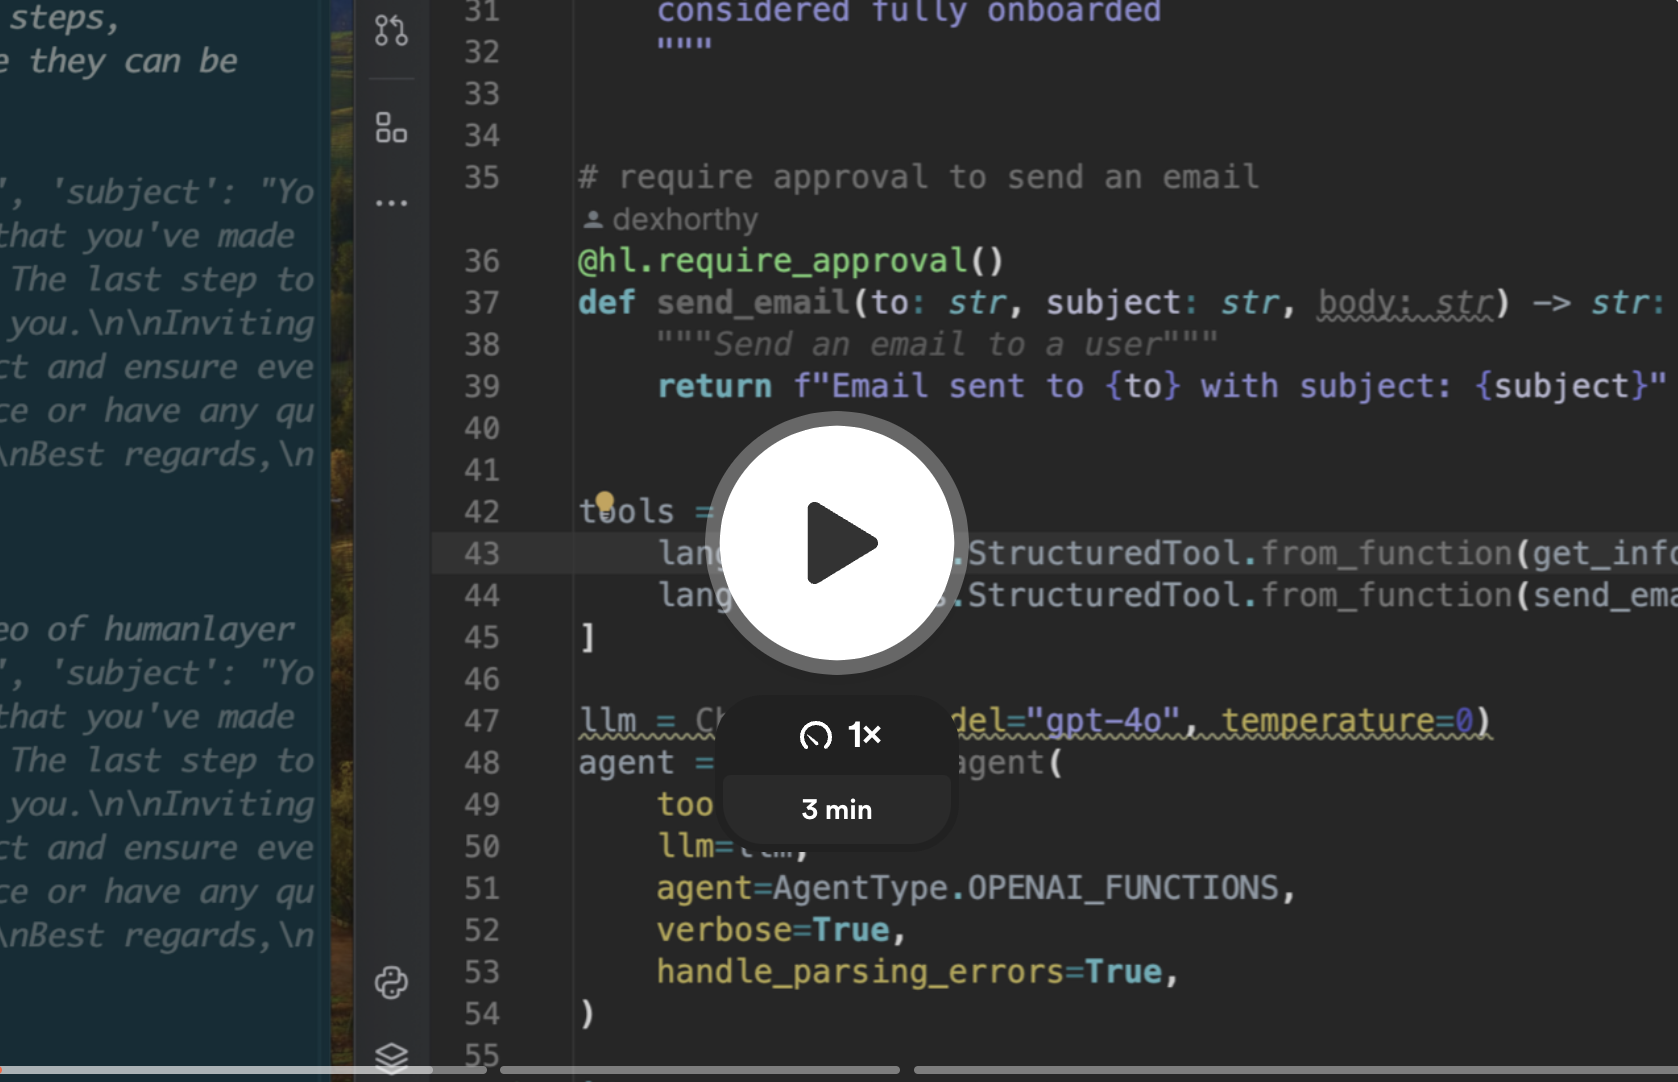 steps,
e they can be
', 'subject': "Yo
that you've made
The last step to
you.\n\nInviting
ct and ensure eve
ce or have any qu
\nBest regards,\n
eo of humanlayer
', 'subject': "Yo
that you've made
The last step to
you.\n\nInviting
ct and ensure eve
ce or have any qu
\nBest regards,\n
31 considered fully onboarded
32 """
33
34
35 # require approval to send an email
dexhorthy
36 @hl.require_approval()
37 def send_email(to: str, subject: str, body: str) -> str:
38 """Send an email to a user"""
39 return f"Email sent to {to} with subject: {subject}"
40
41
42 tools =
43 lang .StructuredTool.from_function(get_info
44 lang s.StructuredTool.from_function(send_ema
45 ]
46
47 llm = Ch del="gpt-4o", temperature=0)
48 agent = agent(
49 too
50 llm=llm,
51 agent=AgentType.OPENAI_FUNCTIONS,
52 verbose=True,
53 handle_parsing_errors=True,
54 )
55
1×
3 min